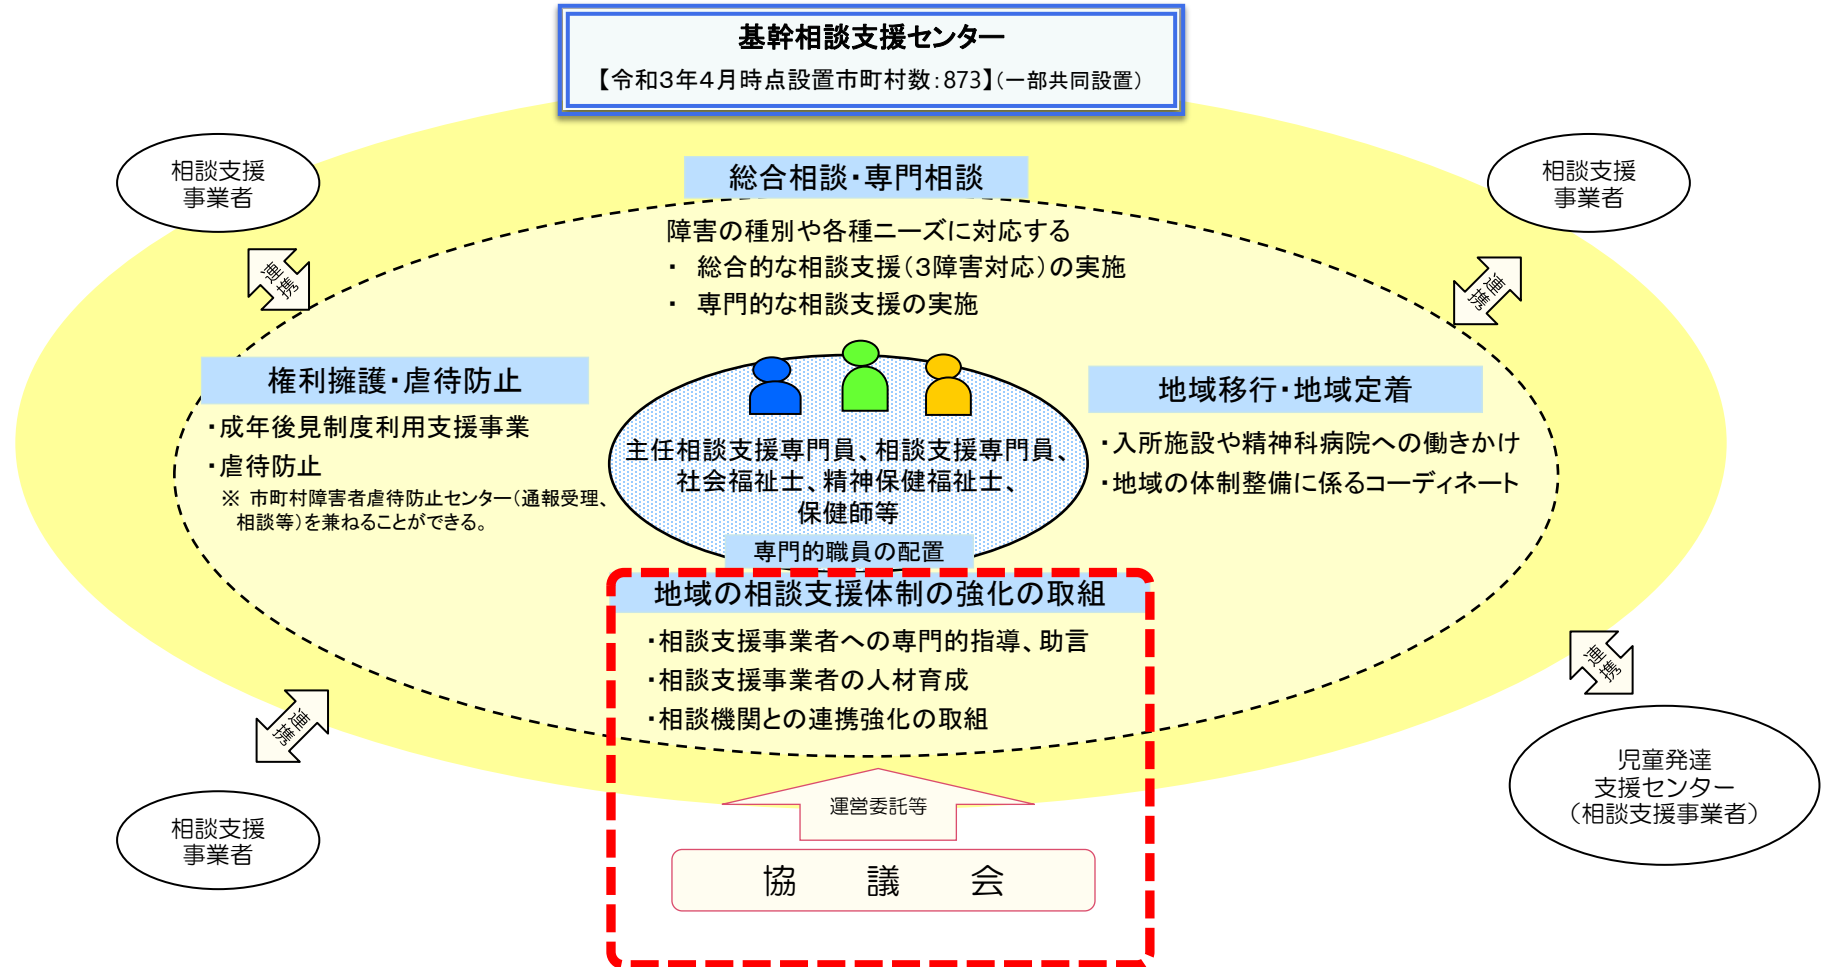 基幹相談支援センター
【令和3年4月時点設置市町村数:873】(一部共同設置)
相談支援
事業者
相談支援
事業者
総合相談・専門相談
障害の種別や各種ニーズに対応する
・ 総合的な相談支援(3障害対応)の実施
・ 専門的な相談支援の実施
連携
連携
権利擁護・虐待防止
・成年後見制度利用支援事業
・虐待防止
※ 市町村障害者虐待防止センター(通報受理、
相談等)を兼ねることができる。
主任相談支援専門員、相談支援専門員、
社会福祉士、精神保健福祉士、
保健師等
専門的職員の配置
地域移行・地域定着
・入所施設や精神科病院への働きかけ
・地域の体制整備に係るコーディネート
地域の相談支援体制の強化の取組
・相談支援事業者への専門的指導、助言
・相談支援事業者の人材育成
・相談機関との連携強化の取組
連携
連携
運営委託等
協 議 会
相談支援
事業者
児童発達
支援センター
(相談支援事業者)